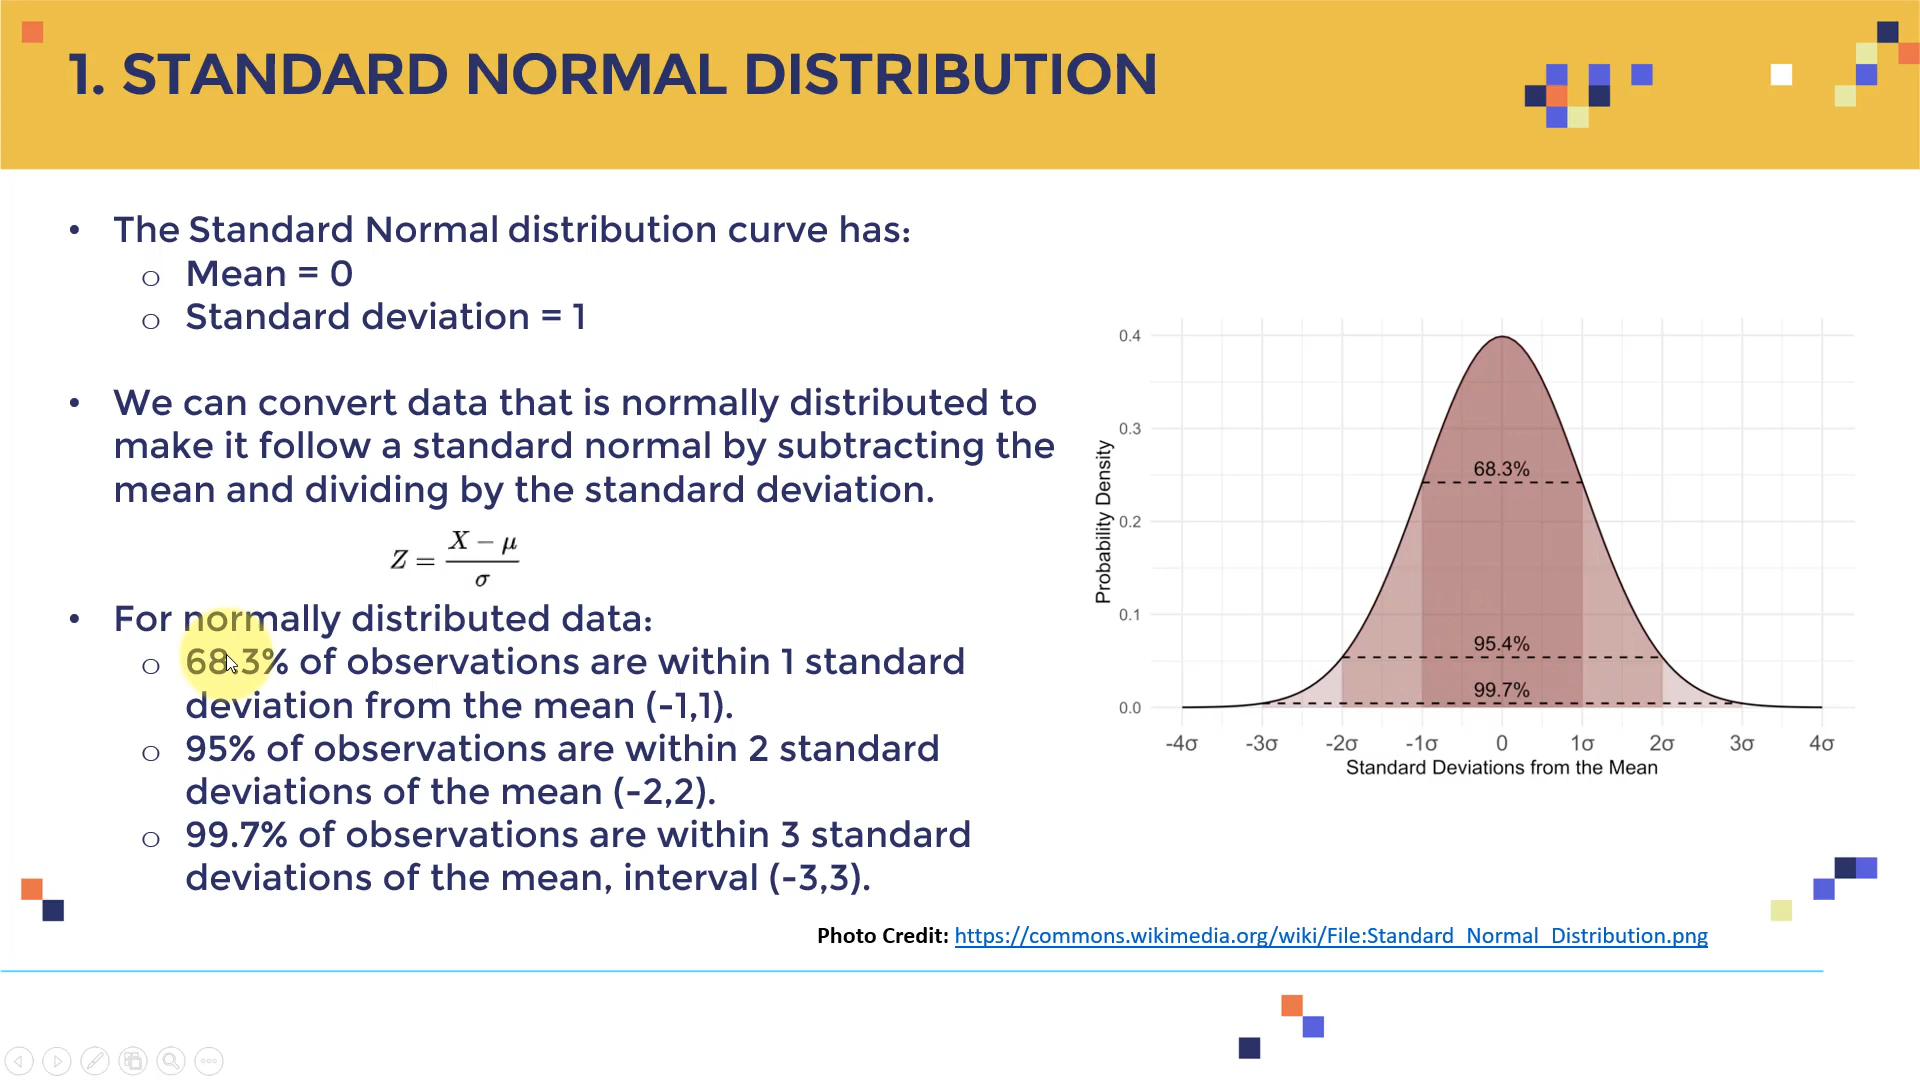 1. STANDARD NORMAL DISTRIBUTION
• The Standard Normal distribution curve has:
o Mean = 0
o Standard deviation = 1
• We can convert data that is normally distributed to
make it follow a standard normal by subtracting the
mean and dividing by the standard deviation.
Z = (X − μ) / σ
• For normally distributed data:
o 68.3% of observations are within 1 standard
deviation from the mean (-1,1).
o 95% of observations are within 2 standard
deviations of the mean (-2,2).
o 99.7% of observations are within 3 standard
deviations of the mean, interval (-3,3).
0.4
0.3
0.2
0.1
0.0
Probability Density
68.3%
95.4%
99.7%
-4σ -3σ -2σ -1σ 0 1σ 2σ 3σ 4σ
Standard Deviations from the Mean
Photo Credit: https://commons.wikimedia.org/wiki/File:Standard_Normal_Distribution.png